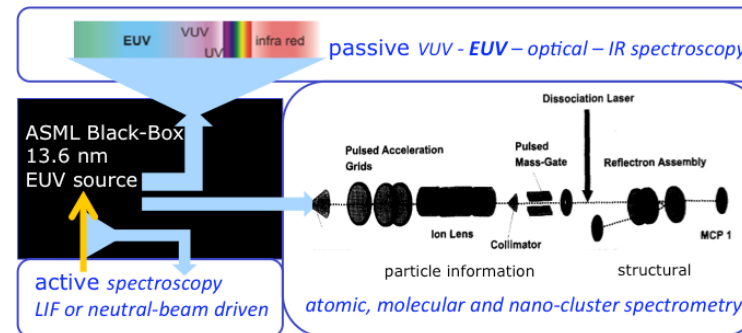 EUV
VUV
UV
infra red
passive VUV - EUV – optical – IR spectroscopy
ASML Black-Box
13.6 nm
EUV source
Dissociation Laser
Pulsed Acceleration
Grids
Pulsed
Mass-Gate
Reflectron Assembly
Ion Lens
Collimator
MCP 1
particle information
structural
active spectroscopy
LIF or neutral-beam driven
atomic, molecular and nano-cluster spectrometry